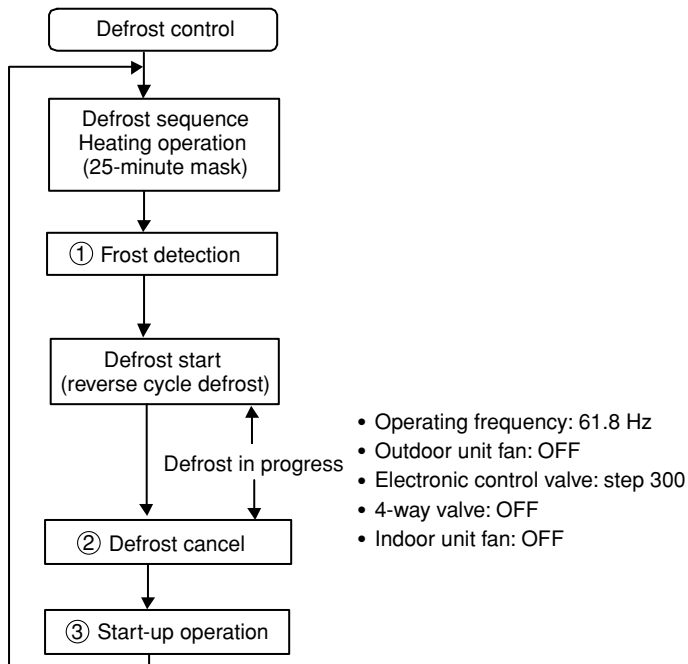 Defrost control
Defrost sequence
Heating operation
(25-minute mask)
① Frost detection
Defrost start
(reverse cycle defrost)
Defrost in progress
• Operating frequency: 61.8 Hz
• Outdoor unit fan: OFF
• Electronic control valve: step 300
• 4-way valve: OFF
• Indoor unit fan: OFF
② Defrost cancel
③ Start-up operation